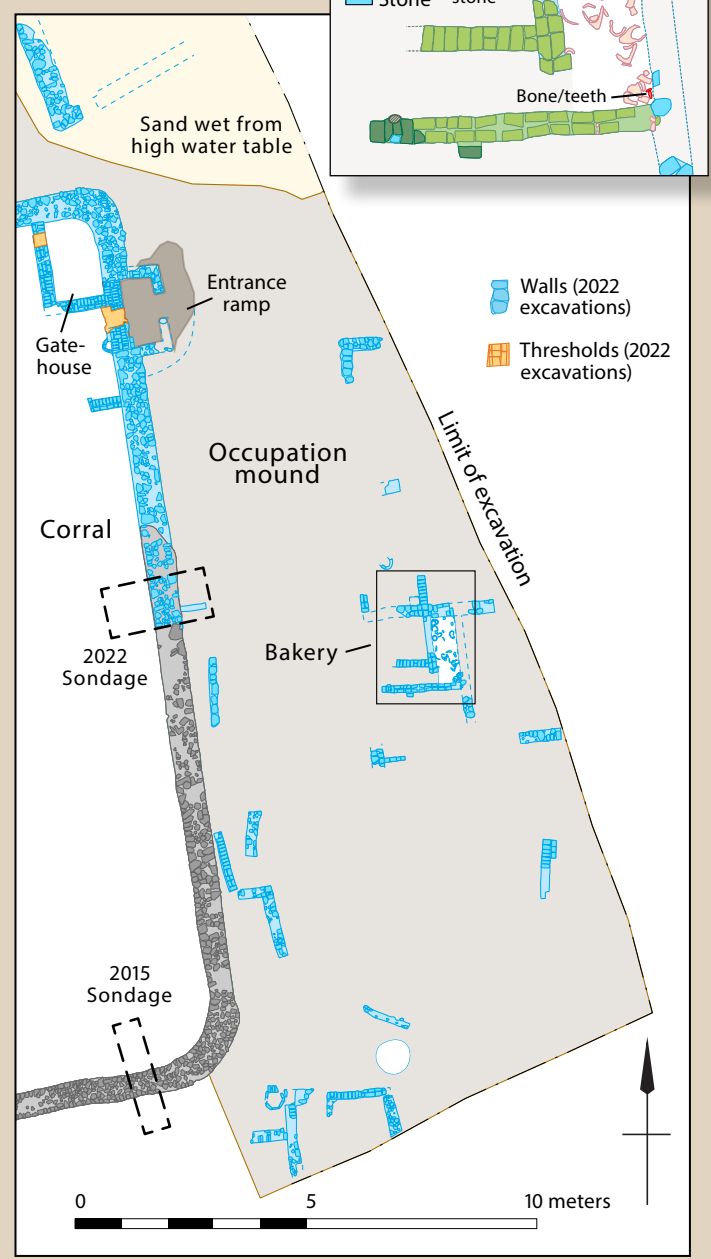 Stone
stone
Bone/teeth
Sand wet from
high water table
Entrance
ramp
Gate-
house
Walls (2022
excavations)
Thresholds (2022
excavations)
Limit of excavation
Occupation
mound
Corral
Bakery
2022
Sondage
2015
Sondage
0 5 10 meters